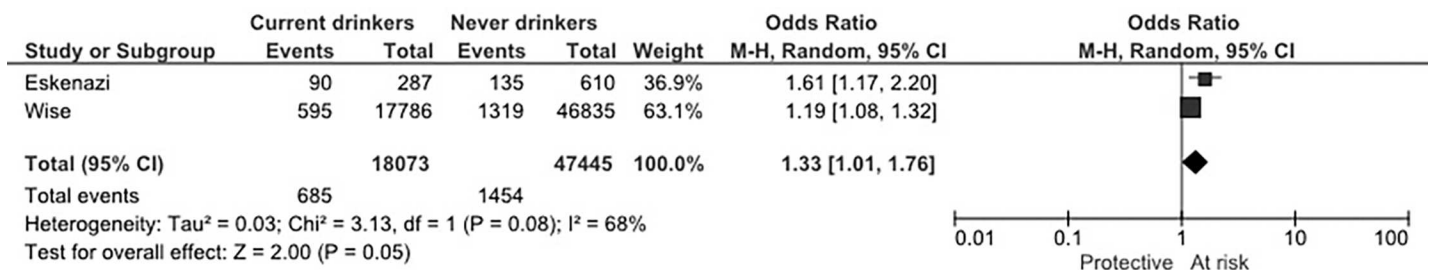 Current drinkers Never drinkers Odds Ratio Odds Ratio
Study or Subgroup Events Total Events Total Weight M-H, Random, 95% CI M-H, Random, 95% CI
Eskenazi 90 287 135 610 36.9% 1.61 [1.17, 2.20]
Wise 595 17786 1319 46835 63.1% 1.19 [1.08, 1.32]
Total (95% CI) 18073 47445 100.0% 1.33 [1.01, 1.76]
Total events 685 1454
Heterogeneity: Tau² = 0.03; Chi² = 3.13, df = 1 (P = 0.08); I² = 68%
Test for overall effect: Z = 2.00 (P = 0.05)
0.01 0.1 1 10 100
Protective At risk